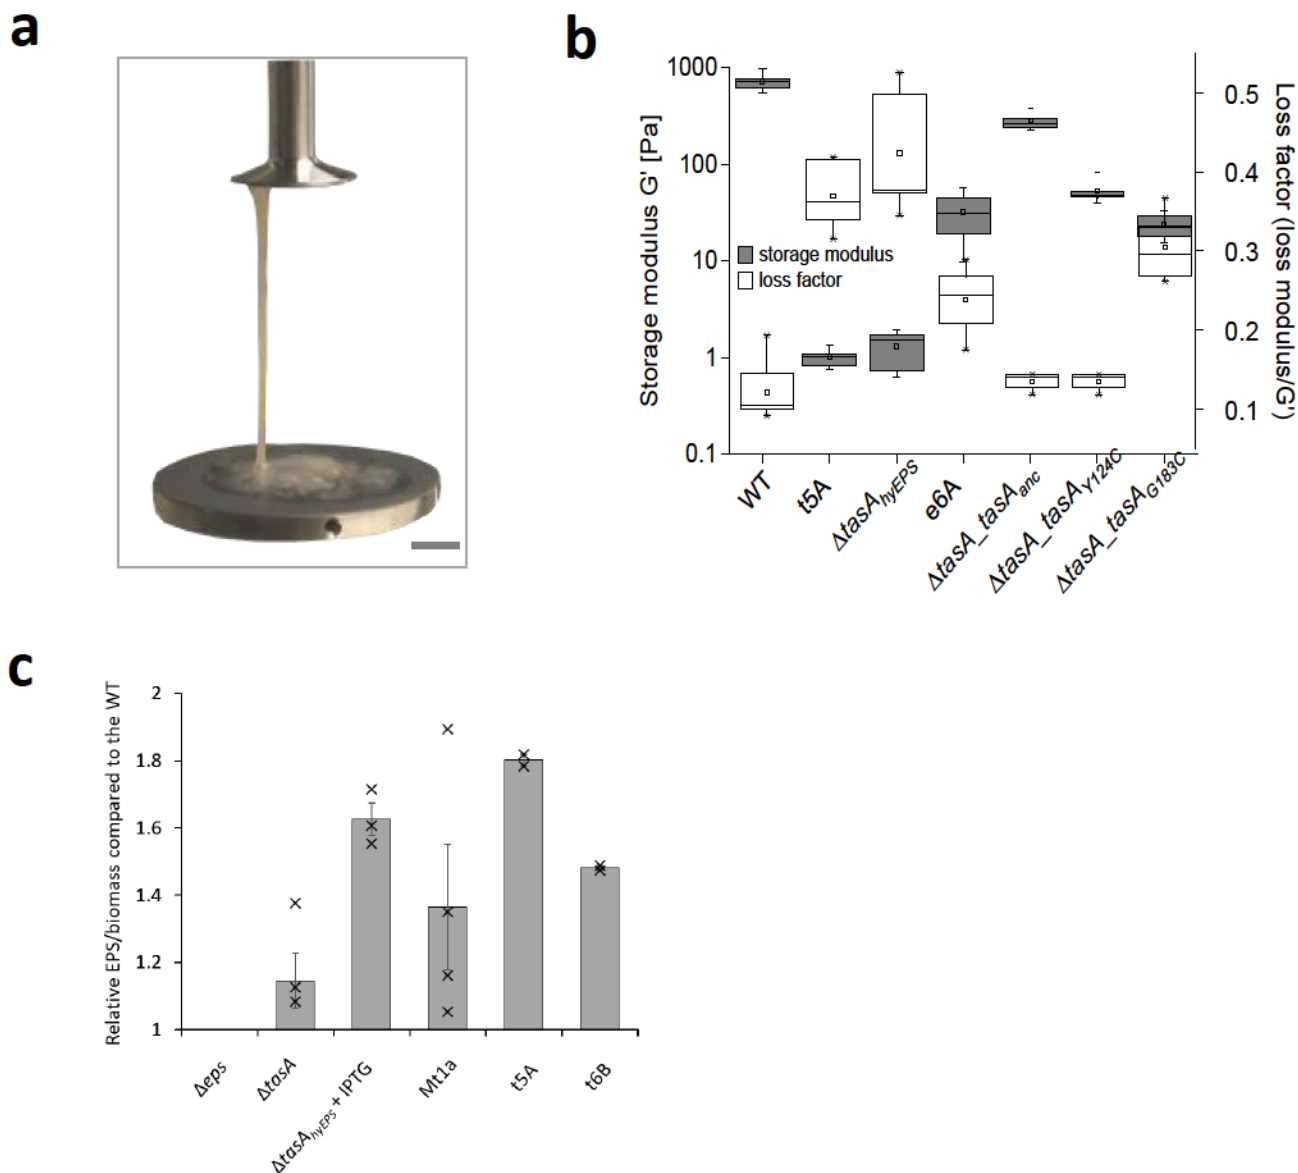 a
b
Storage modulus G' [Pa]
1000
100
10
1
0.1
storage modulus
loss factor
0.5
0.4
0.3
0.2
0.1
Loss factor (loss modulus/G')
WT
t5A
ΔtasA_hyEPS
e6A
ΔtasA_tasA_anc
ΔtasA_tasA_Y124C
ΔtasA_tasA_G183C
c
Relative EPS/biomass compared to the WT
2
1.8
1.6
1.4
1.2
1
Δeps
ΔtasA
ΔtasA_hyEPS + IPTG
Mt1a
t5A
t6B